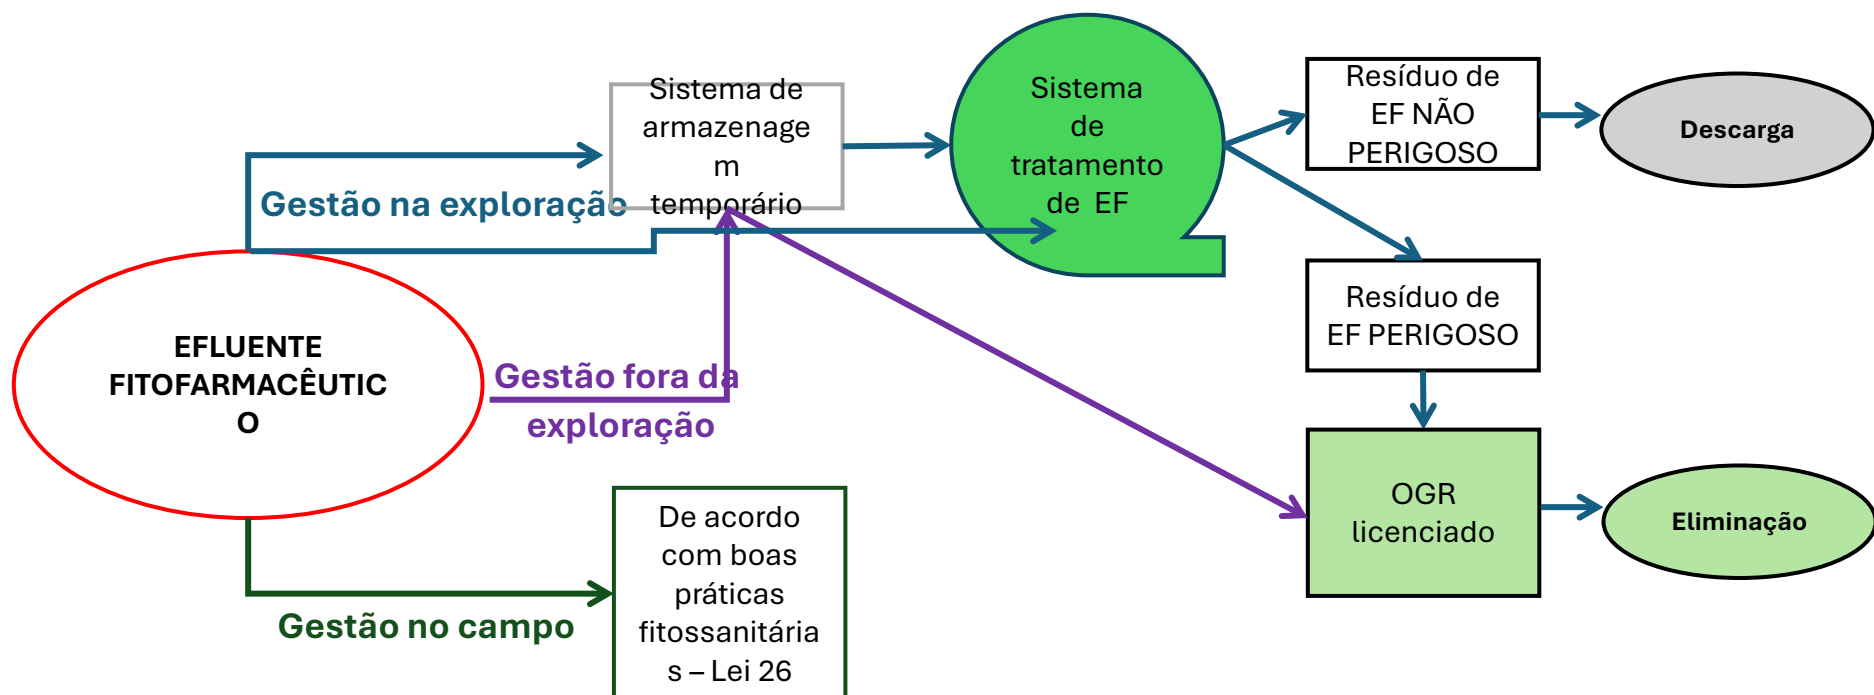 Sistema de
armazenage
m
temporário
Sistema
de
tratamento
de EF
Resíduo de
EF NÃO
PERIGOSO
Descarga
Gestão na exploração
Resíduo de
EF PERIGOSO
EFLUENTE
FITOFARMACÊUTIC
O
Gestão fora da
exploração
OGR
licenciado
Eliminação
De acordo
com boas
práticas
fitossanitária
s – Lei 26
Gestão no campo